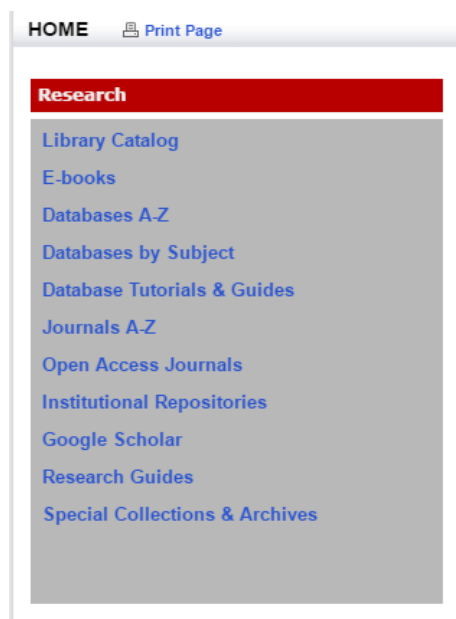 HOME Print Page
Research
Library Catalog
E-books
Databases A-Z
Databases by Subject
Database Tutorials & Guides
Journals A-Z
Open Access Journals
Institutional Repositories
Google Scholar
Research Guides
Special Collections & Archives